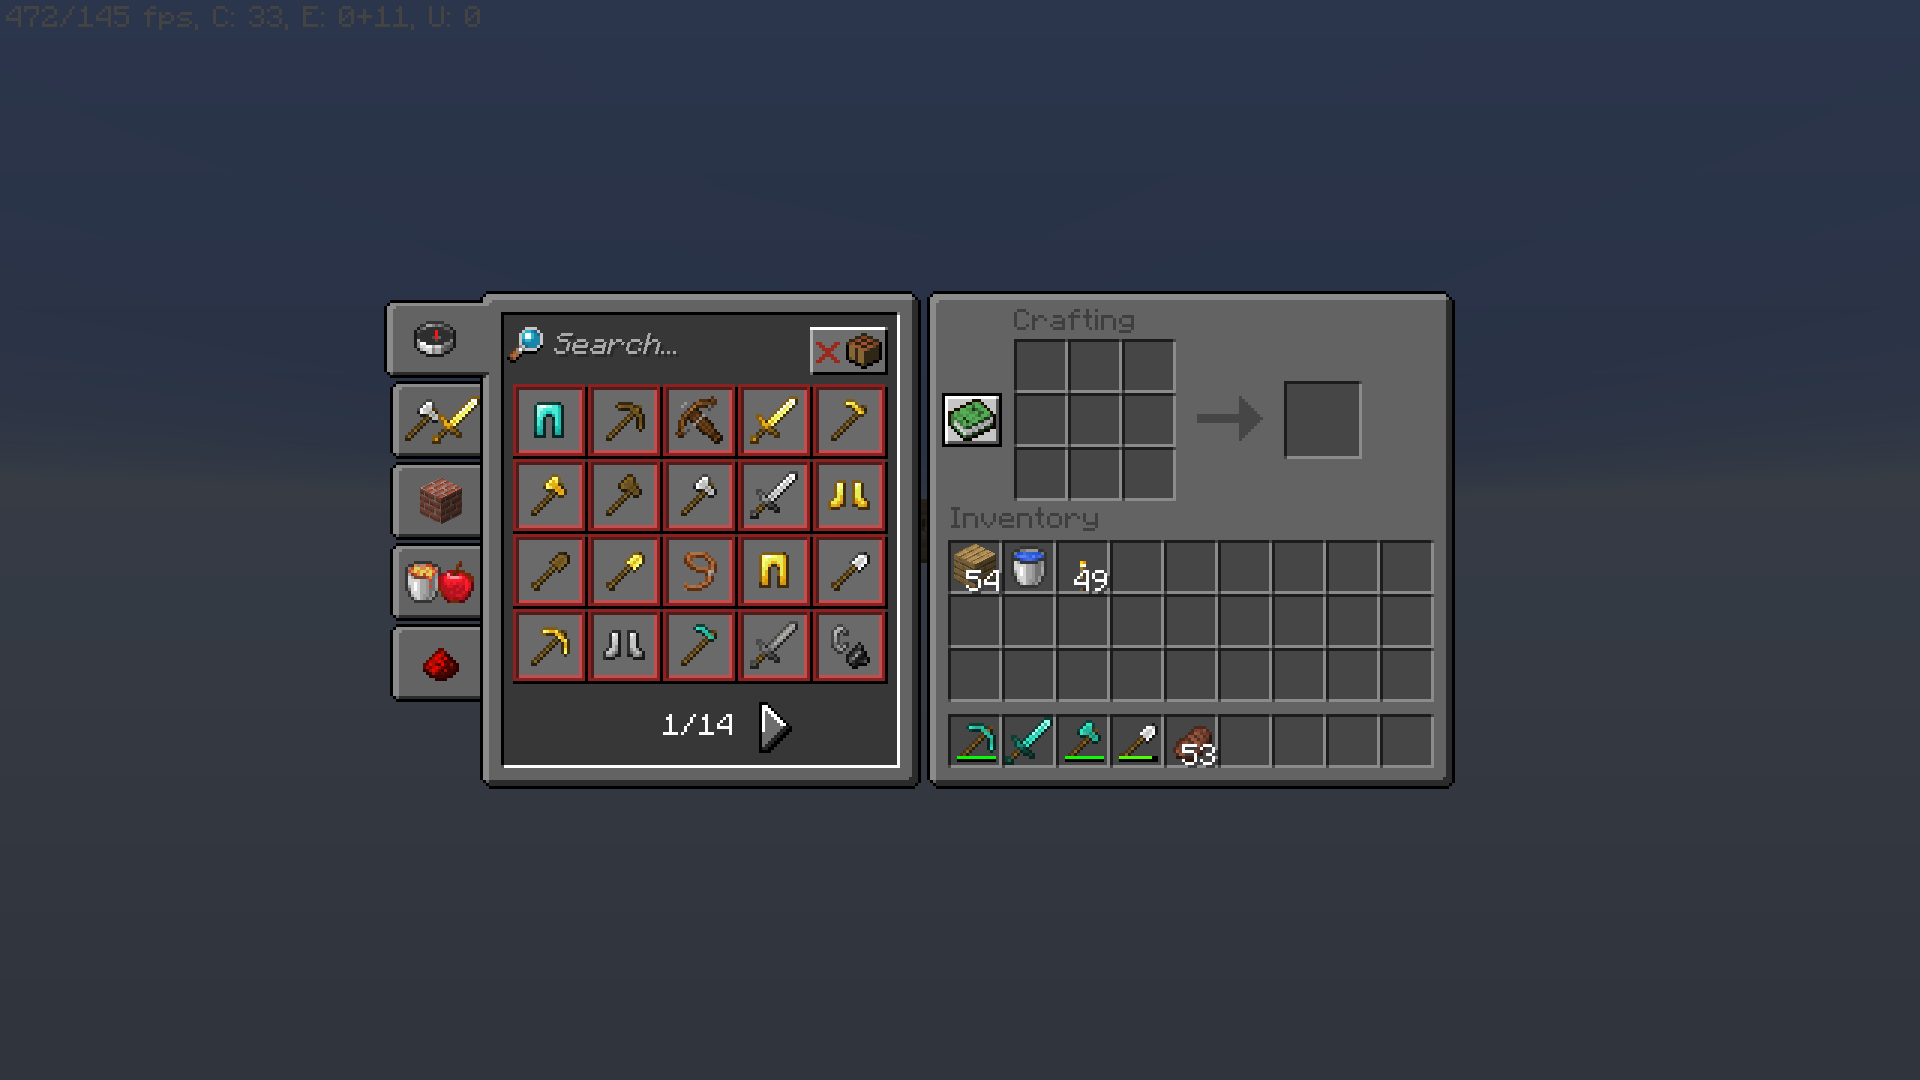 472/145 fps, C: 33, E: 0+11, U: 0
Search...
Crafting
Inventory
54
49
1/14
53